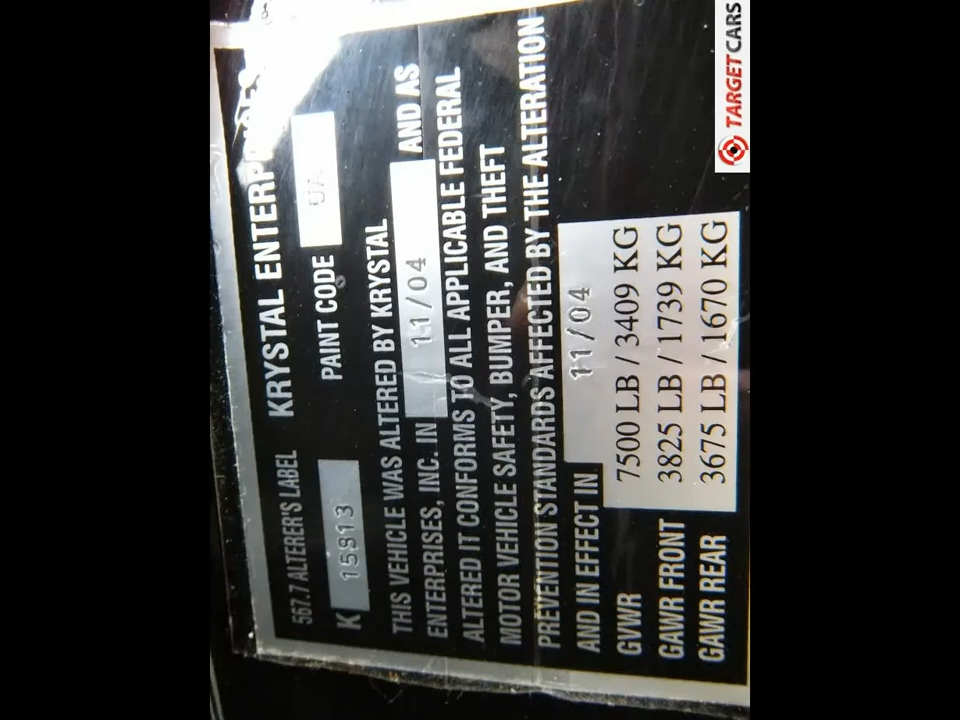 567.7 ALTERER'S LABEL KRYSTAL
K 15913 PAINT CODE
THIS VEHICLE WAS ALTERED BY KRYSTAL
ENTERPRISES, INC. IN 11/04 AND AS
ALTERED IT CONFORMS TO ALL APPLICABLE FEDERAL
MOTOR VEHICLE SAFETY, BUMPER, AND THEFT
PREVENTION STANDARDS AFFECTED BY THE ALTERATION
AND IN EFFECT IN 11/04
GVWR 7500 LB / 3409 KG
GAWR FRONT 3825 LB / 1739 KG
GAWR REAR 3675 LB / 1670 KG
TARGETCARS